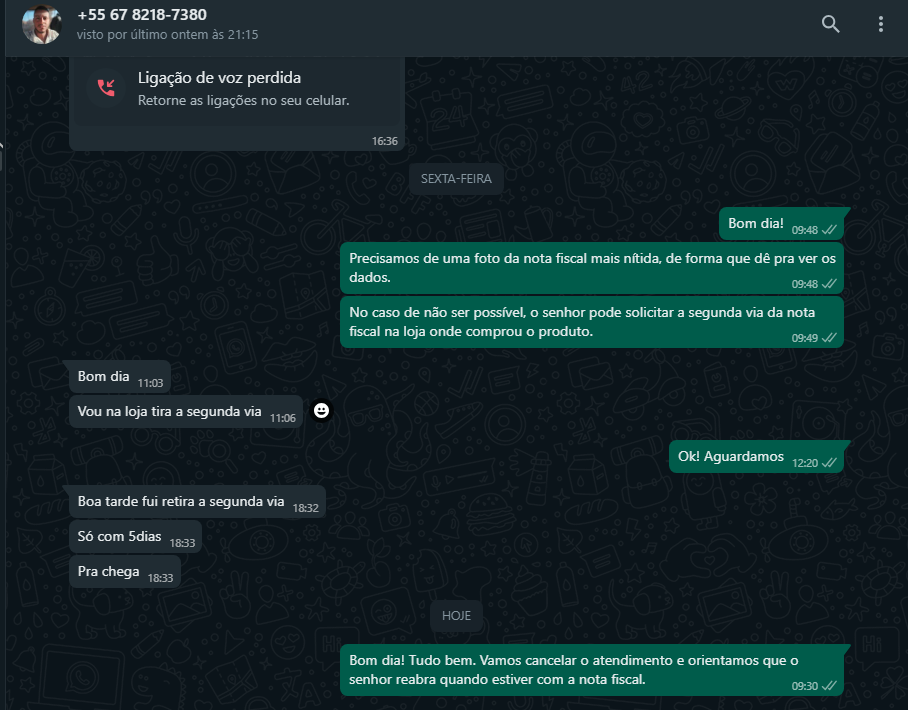 +55 67 8218-7380
visto por último ontem às 21:15
Ligação de voz perdida
Retorne as ligações no seu celular.
16:36
SEXTA-FEIRA
Bom dia! 09:48
Precisamos de uma foto da nota fiscal mais nítida, de forma que dê pra ver os
dados.
09:48
No caso de não ser possível, o senhor pode solicitar a segunda via da nota
fiscal na loja onde comprou o produto.
09:49
Bom dia 11:03
Vou na loja tira a segunda via 11:06
Ok! Aguardamos 12:20
Boa tarde fui retira a segunda via 18:32
Só com 5dias 18:33
Pra chega 18:33
HOJE
Bom dia! Tudo bem. Vamos cancelar o atendimento e orientamos que o
senhor reabra quando estiver com a nota fiscal.
09:30